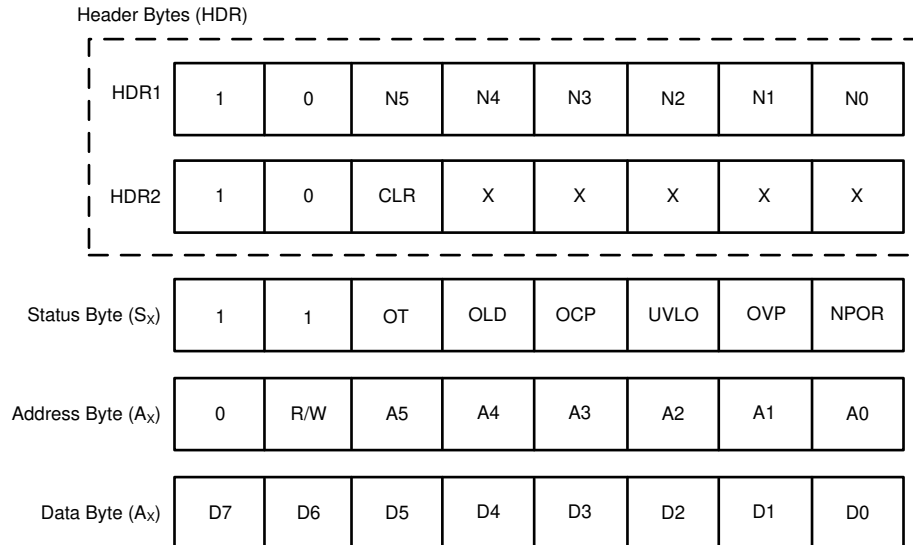 Header Bytes (HDR)
HDR1 1 0 N5 N4 N3 N2 N1 N0
HDR2 1 0 CLR X X X X X
Status Byte (SX) 1 1 OT OLD OCP UVLO OVP NPOR
Address Byte (AX) 0 R/W A5 A4 A3 A2 A1 A0
Data Byte (AX) D7 D6 D5 D4 D3 D2 D1 D0